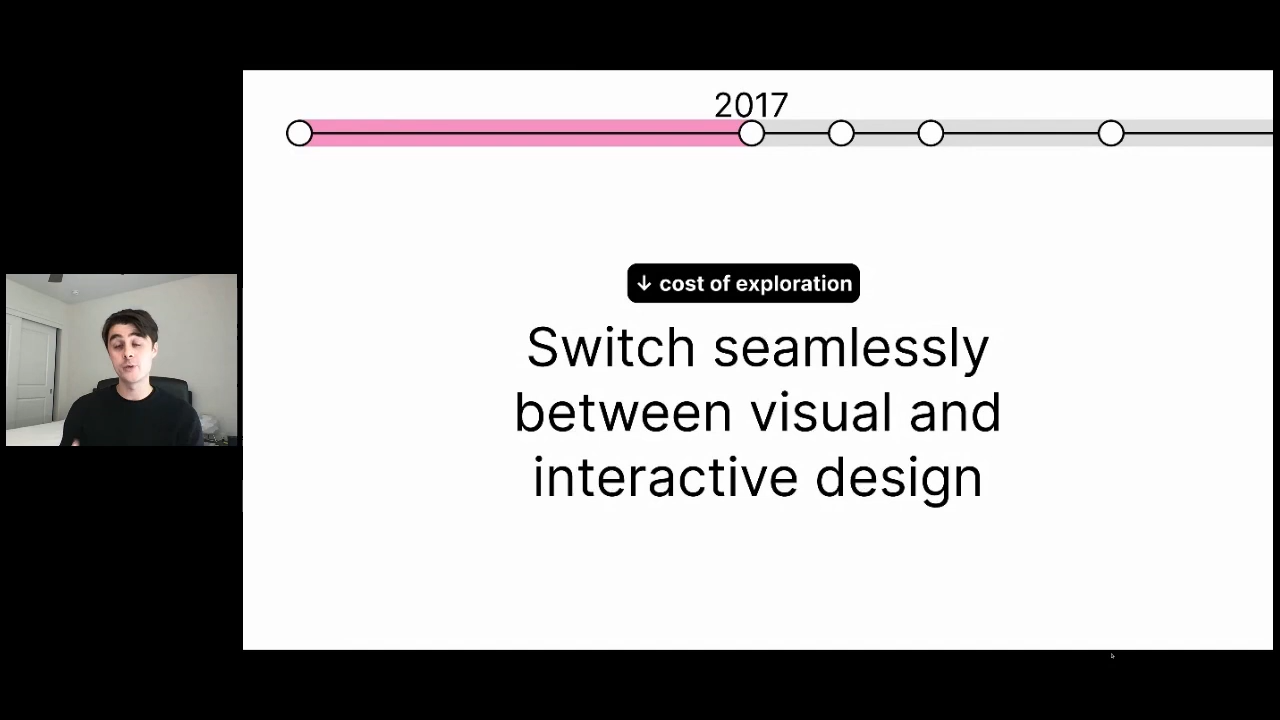 2017
↓ cost of exploration
Switch seamlessly
between visual and
interactive design